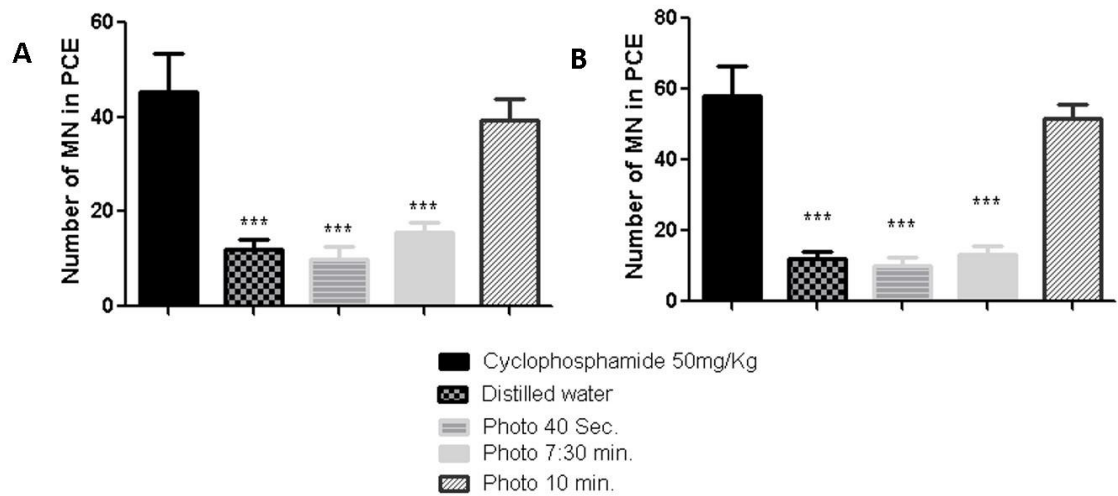 A
Number of MN in PCE
60
40
20
0
***
***
***
B
Number of MN in PCE
80
60
40
20
0
***
***
***
Cyclophosphamide 50mg/Kg
Distilled water
Photo 40 Sec.
Photo 7:30 min.
Photo 10 min.